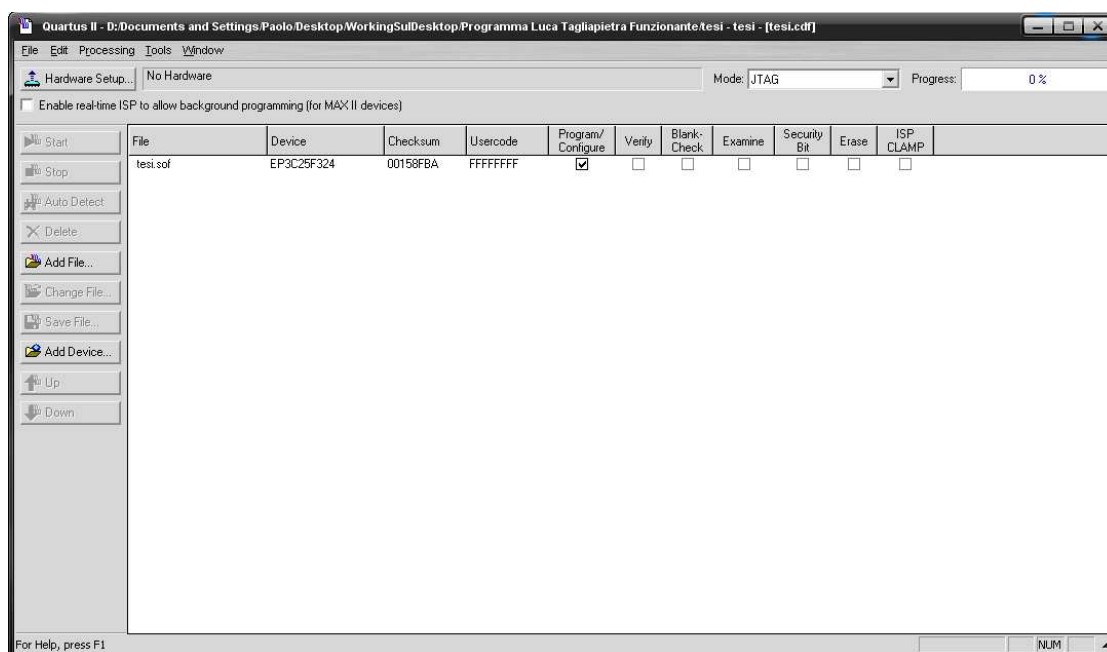 Quartus II - D:/Documents and Settings/Paolo/Desktop/WorkingSulDesktop/Programma Luca Tagliapietra Funzionante/tesi - tesi - [tesi.cdf]
File Edit Processing Tools Window
Hardware Setup... No Hardware Mode: JTAG Progress: 0 %
Enable real-time ISP to allow background programming (for MAX II devices)
Start
Stop
Auto Detect
Delete
Add File...
Change File...
Save File...
Add Device...
Up
Down
File Device Checksum Usercode Program/ Configure Verify Blank- Check Examine Security Bit Erase ISP CLAMP
tesi.sof EP3C25F324 00158FBA FFFFFFFF
For Help, press F1 NUM